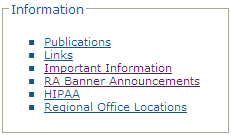 Information
Publications
Links
Important Information
RA Banner Announcements
HIPAA
Regional Office Locations